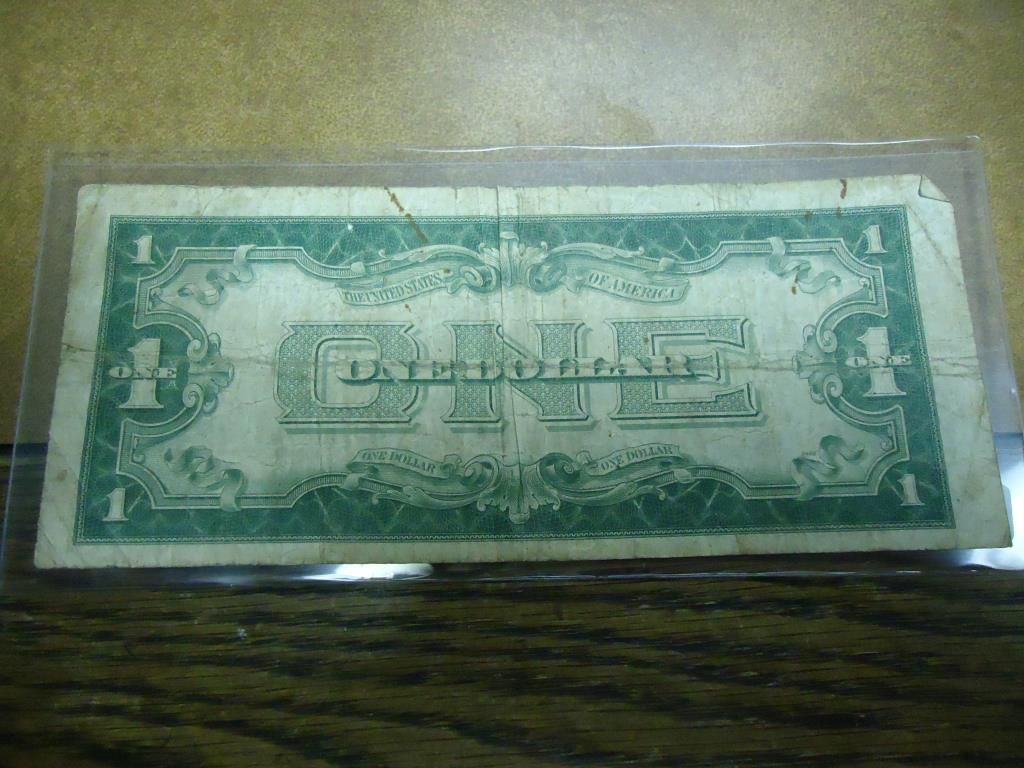 1 1
THE UNITED STATES OF AMERICA
ONE
1 ONE ONE DOLLAR 1 ONE
ONE DOLLAR ONE DOLLAR
1 1